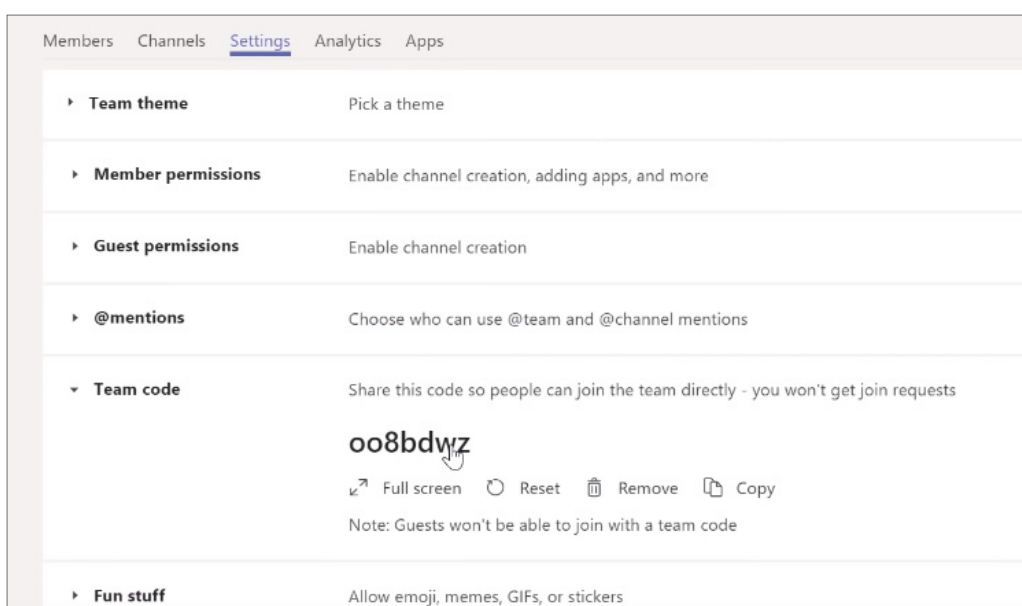 Members Channels Settings Analytics Apps
Team theme Pick a theme
Member permissions Enable channel creation, adding apps, and more
Guest permissions Enable channel creation
@mentions Choose who can use @team and @channel mentions
Team code Share this code so people can join the team directly - you won't get join requests
oo8bdwz
Full screen Reset Remove Copy
Note: Guests won't be able to join with a team code
Fun stuff Allow emoji, memes, GIFs, or stickers